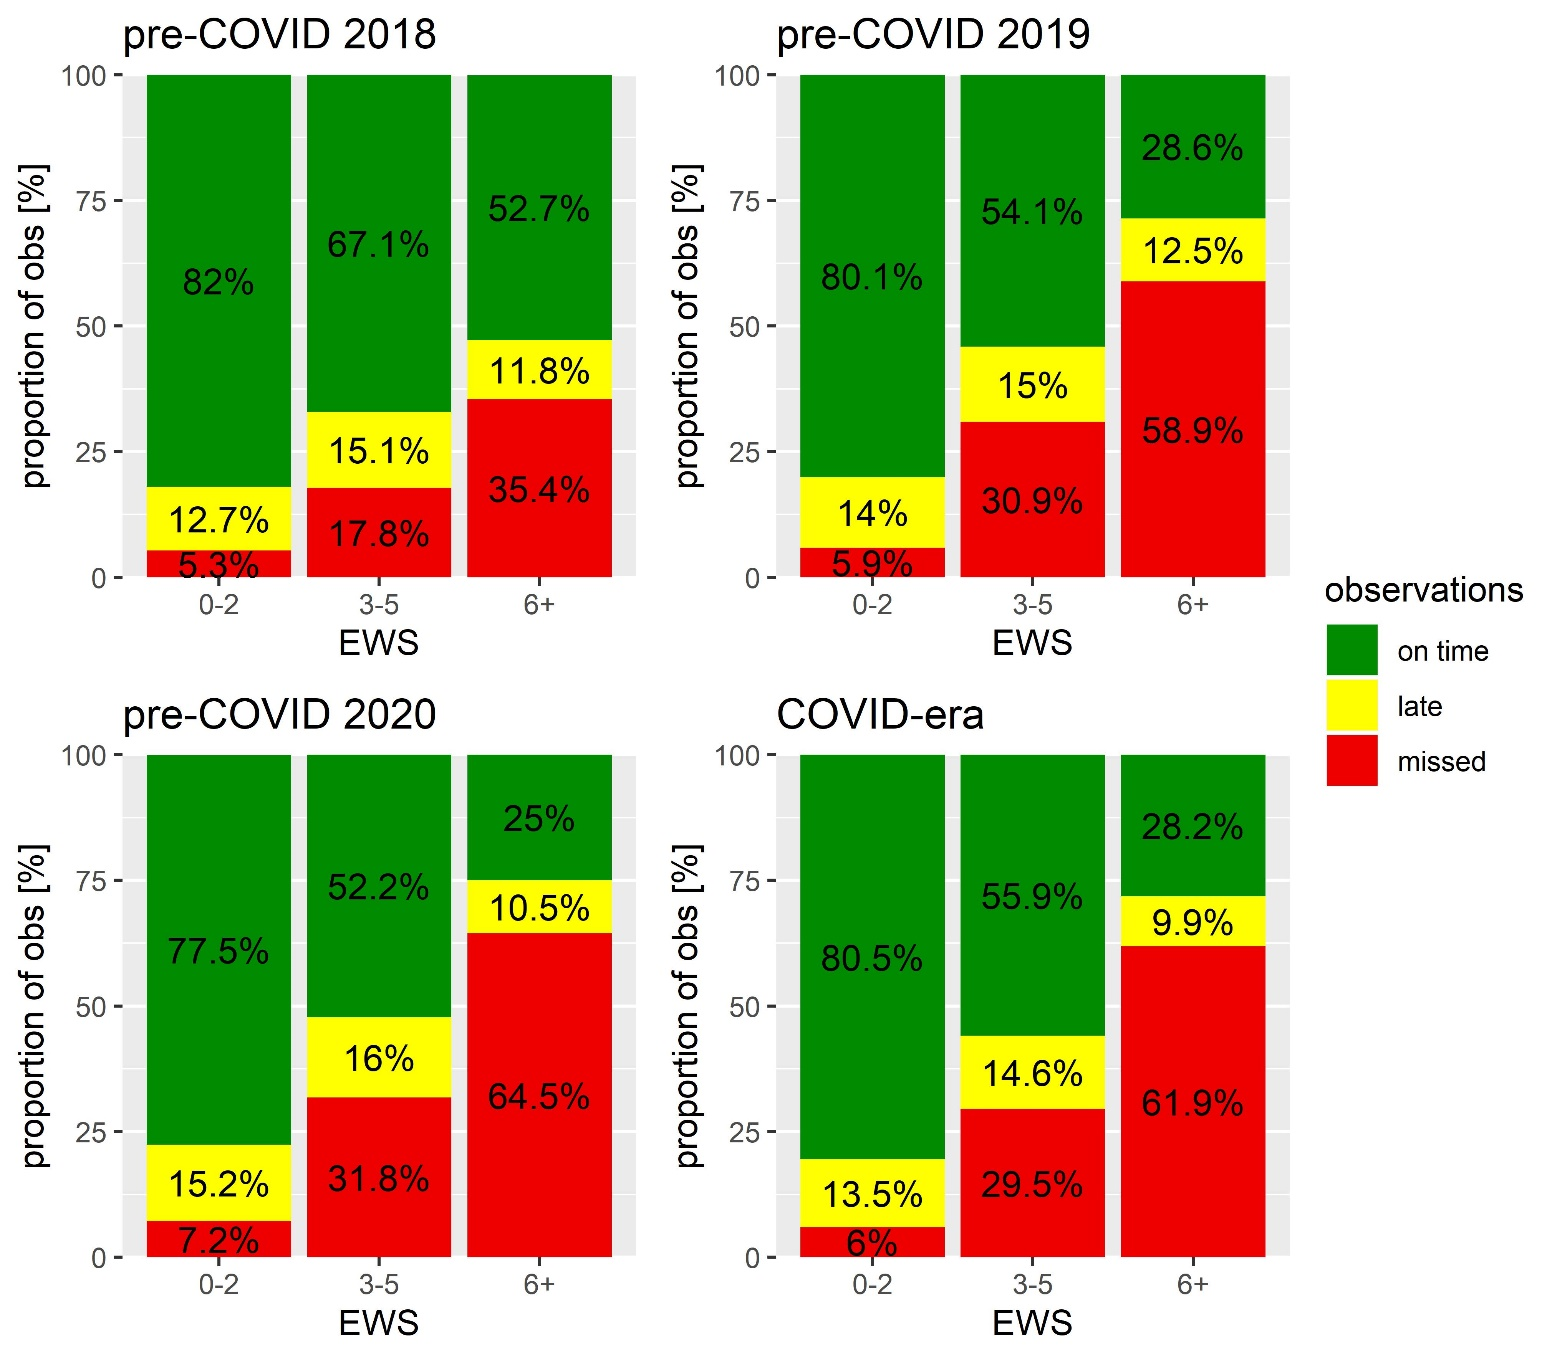 pre-COVID 2018
proportion of obs [%]
100
75
50
25
0
82%
12.7%
5.3%
67.1%
15.1%
17.8%
52.7%
11.8%
35.4%
0-2 3-5 6+
EWS
pre-COVID 2019
proportion of obs [%]
100
75
50
25
0
80.1%
14%
5.9%
54.1%
15%
30.9%
28.6%
12.5%
58.9%
0-2 3-5 6+
EWS
pre-COVID 2020
proportion of obs [%]
100
75
50
25
0
77.5%
15.2%
7.2%
52.2%
16%
31.8%
25%
10.5%
64.5%
0-2 3-5 6+
EWS
COVID-era
proportion of obs [%]
100
75
50
25
0
80.5%
13.5%
6%
55.9%
14.6%
29.5%
28.2%
9.9%
61.9%
0-2 3-5 6+
EWS
observations
on time
late
missed